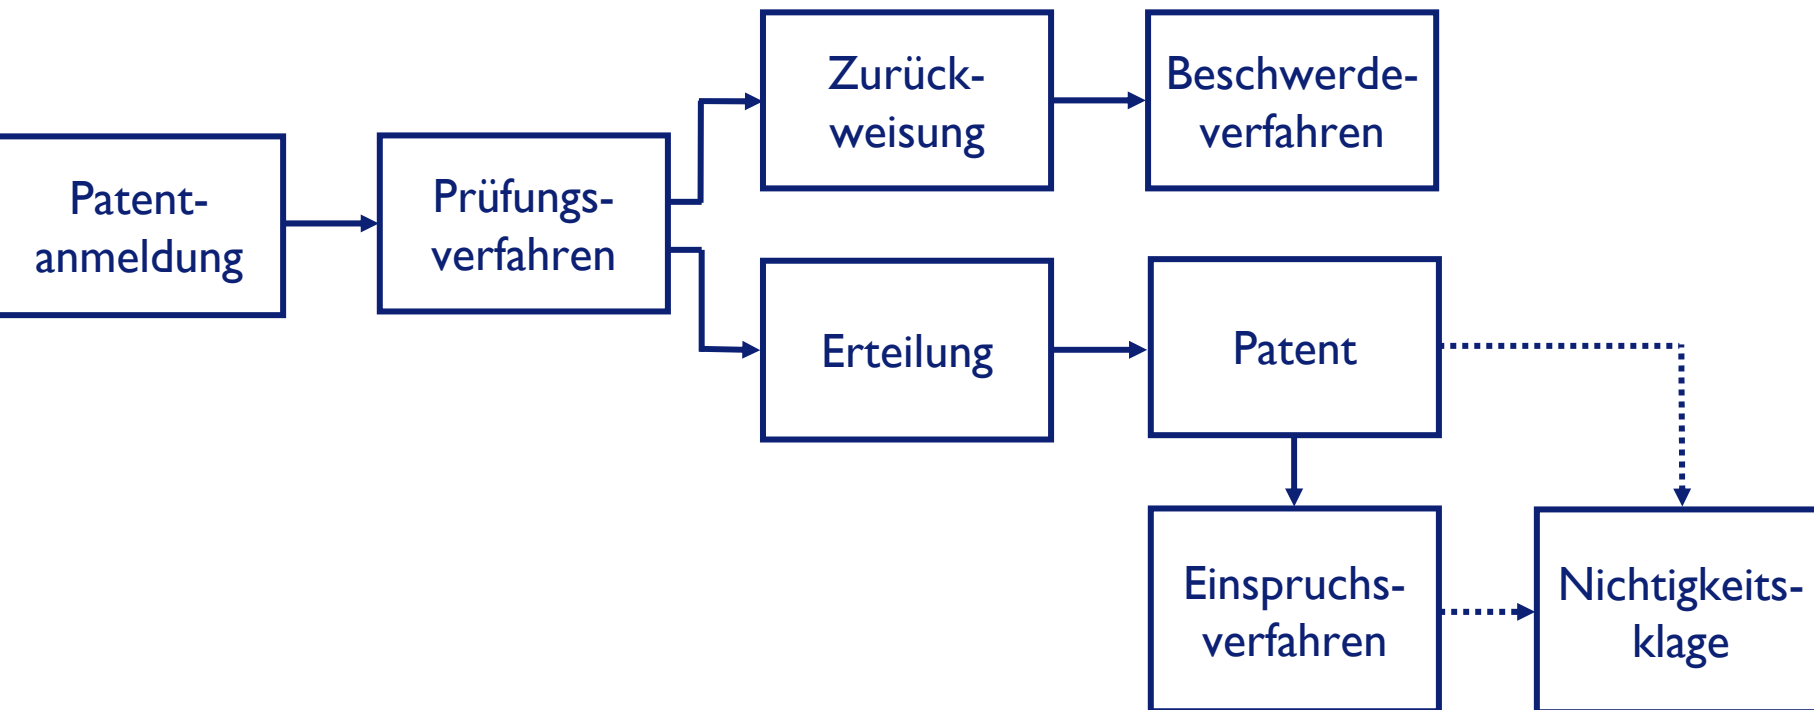 Patent-
anmeldung
Prüfungs-
verfahren
Zurück-
weisung
Beschwerde-
verfahren
Erteilung
Patent
Einspruchs-
verfahren
Nichtigkeits-
klage